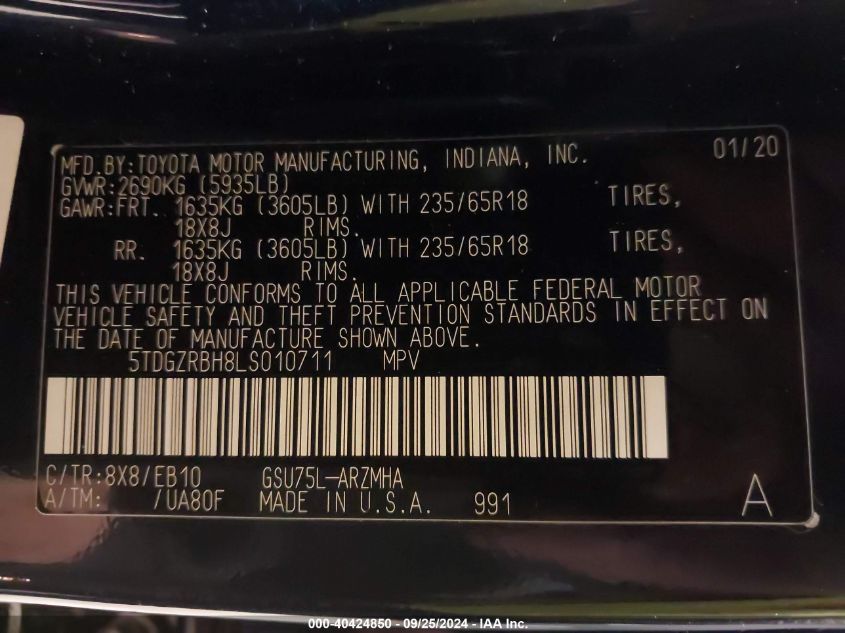 MFD.BY:TOYOTA MOTOR MANUFACTURING, INDIANA, INC. 01/20
GVWR:2690KG (5935LB)
GAWR:FRT. 1635KG (3605LB) WITH 235/65R18 TIRES,
18X8J RIMS.
RR. 1635KG (3605LB) WITH 235/65R18 TIRES,
18X8J RIMS.
THIS VEHICLE CONFORMS TO ALL APPLICABLE FEDERAL MOTOR
VEHICLE SAFETY AND THEFT PREVENTION STANDARDS IN EFFECT ON
THE DATE OF MANUFACTURE SHOWN ABOVE.
5TDGZRBH8LS010711 MPV
C/TR:8X8/EB10 GSU75L-ARZMHA
A/TM: /UA80F MADE IN U.S.A. 991 A
000-40424850 - 09/25/2024 - IAA Inc.